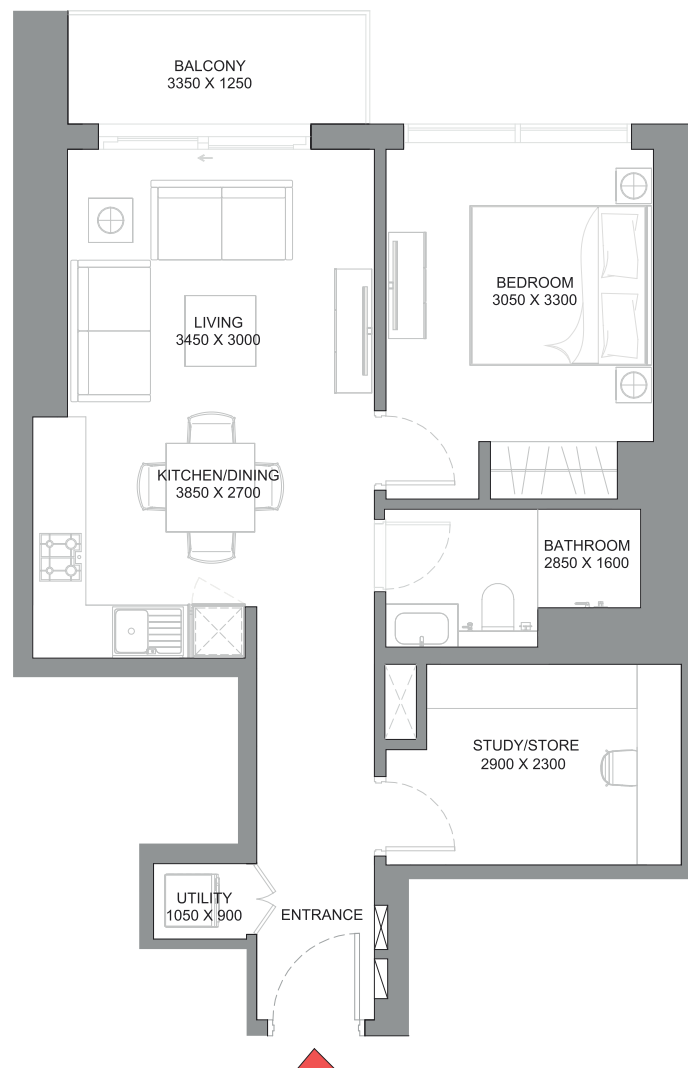 BALCONY
3350 X 1250
BEDROOM
3050 X 3300
LIVING
3450 X 3000
KITCHEN/DINING
3850 X 2700
BATHROOM
2850 X 1600
STUDY/STORE
2900 X 2300
UTILITY
1050 X 900
ENTRANCE